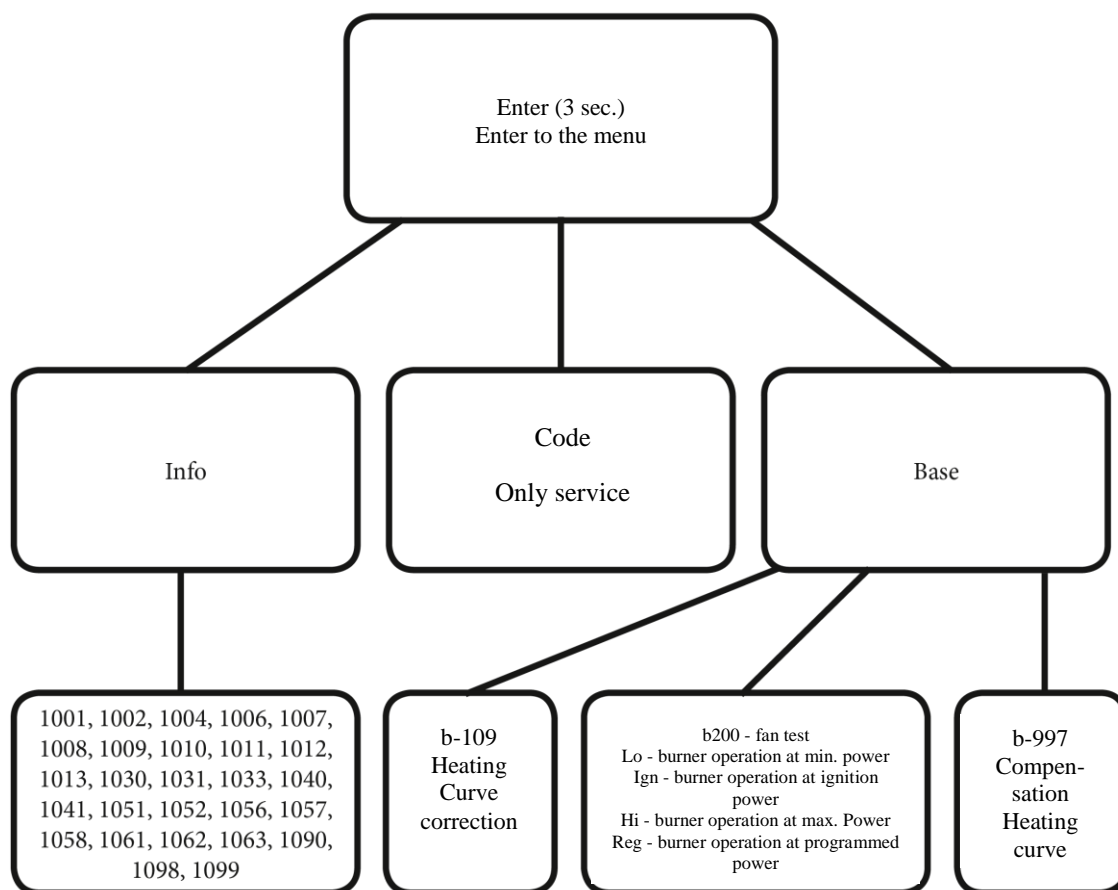 Enter (3 sec.)
Enter to the menu
Info
Code
Only service
Base
1001, 1002, 1004, 1006, 1007,
1008, 1009, 1010, 1011, 1012,
1013, 1030, 1031, 1033, 1040,
1041, 1051, 1052, 1056, 1057,
1058, 1061, 1062, 1063, 1090,
1098, 1099
b-109
Heating
Curve
correction
b200 - fan test
Lo - burner operation at min. power
Ign - burner operation at ignition
power
Hi - burner operation at max. Power
Reg - burner operation at programmed
power
b-997
Compen-
sation
Heating
curve